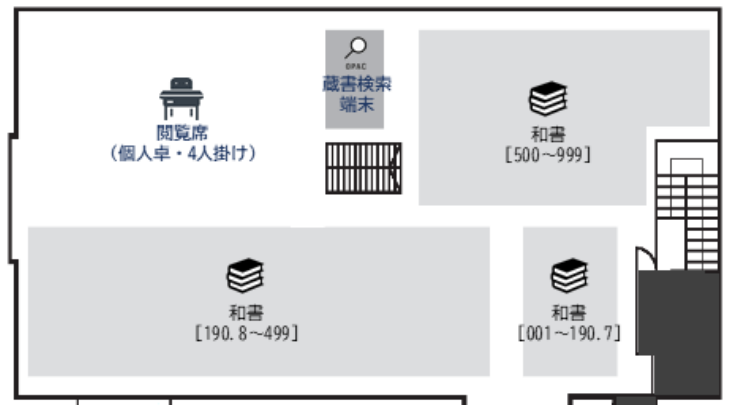 OPAC
蔵書検索
端末
閲覧席
（個人卓・4人掛け）
和書
[500～999]
和書
[190.8～499]
和書
[001～190.7]